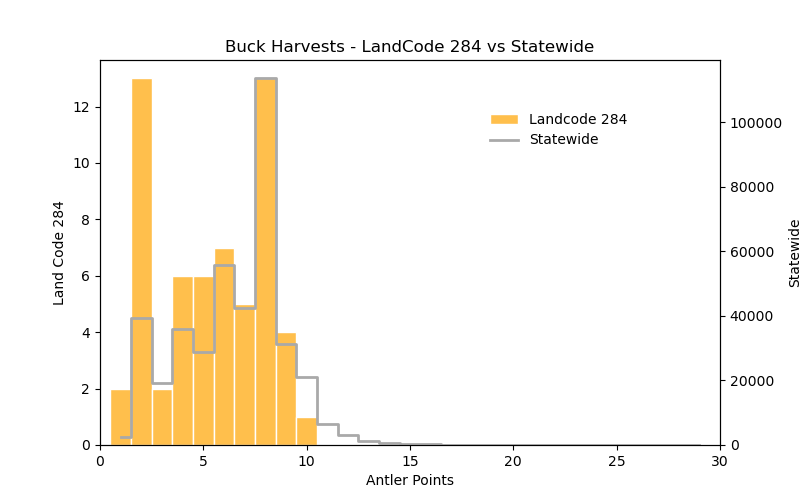 Buck Harvests - LandCode 284 vs Statewide
Landcode 284
Statewide
Land Code 284
12
10
8
6
4
2
0
100000
80000
60000
40000
20000
0
Statewide
0 5 10 15 20 25 30
Antler Points